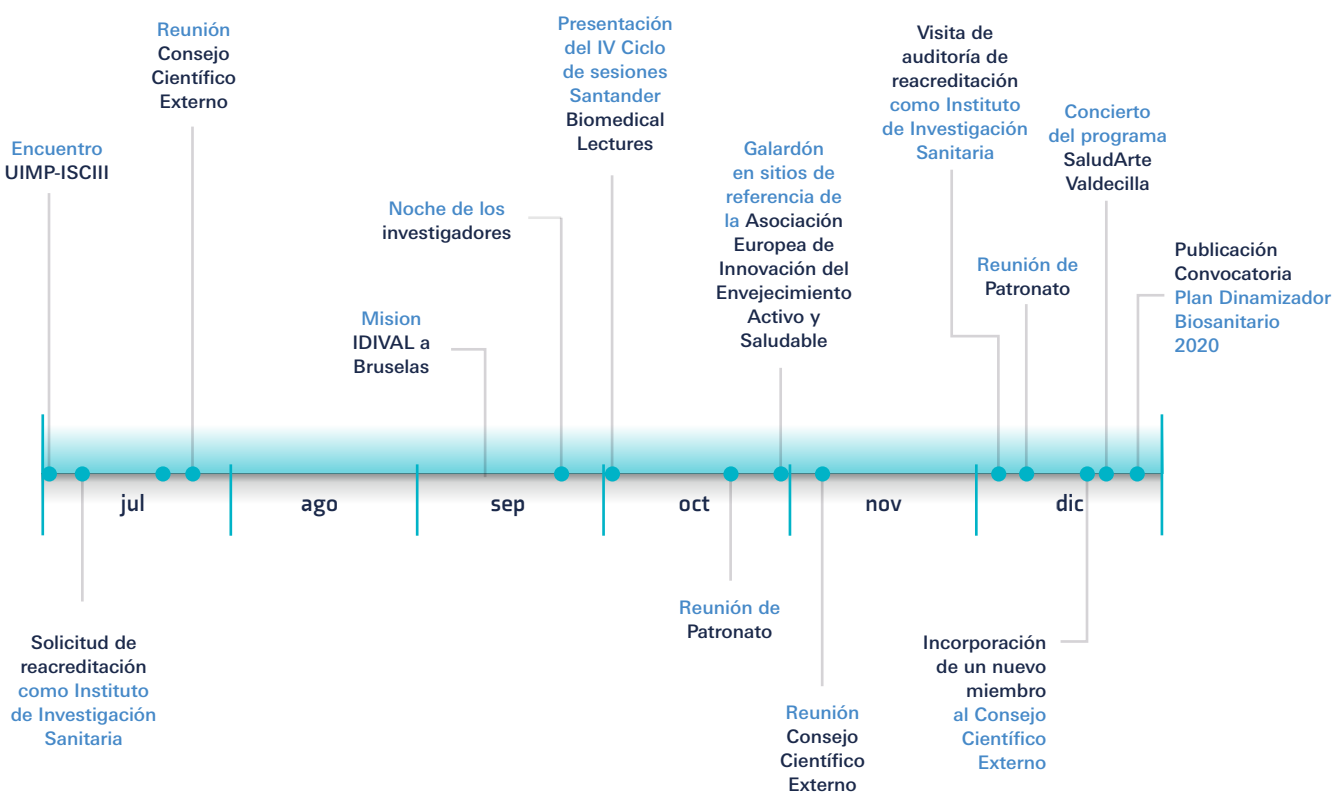 Encuentro
UIMP-ISCIII
Reunión
Consejo
Científico
Externo
Mision
IDIVAL a
Bruselas
Noche de los
investigadores
Presentación
del IV Ciclo
de sesiones
Santander
Biomedical
Lectures
Galardón
en sitios de
referencia de
la Asociación
Europea de
Innovación del
Envejecimiento
Activo y
Saludable
Visita de
auditoría de
reacreditación
como Instituto
de Investigación
Sanitaria
Reunión de
Patronato
Concierto
del programa
SaludArte
Valdecilla
Publicación
Convocatoria
Plan Dinamizador
Biosanitario
2020
jul
ago
sep
oct
nov
dic
Solicitud de
reacreditación
como Instituto
de Investigación
Sanitaria
Reunión de
Patronato
Reunión
Consejo
Científico
Externo
Incorporación
de un nuevo
miembro
al Consejo
Científico
Externo